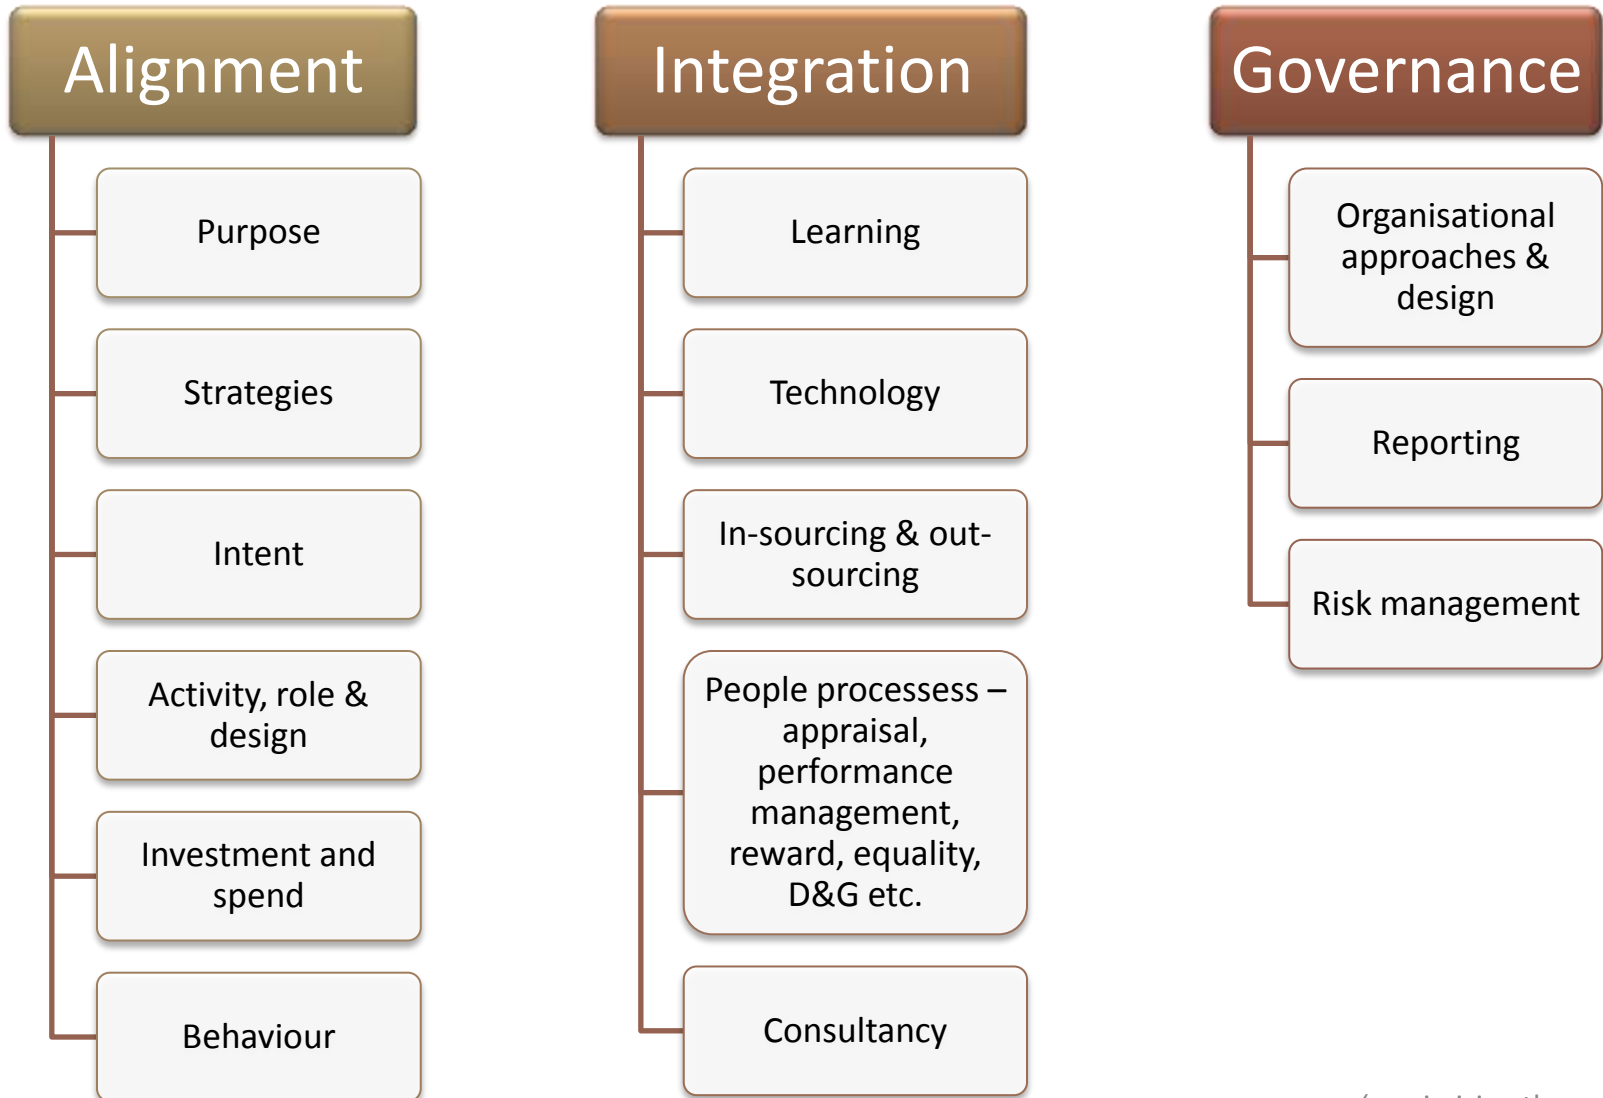 Alignment
Purpose
Strategies
Intent
Activity, role &
design
Investment and
spend
Behaviour
Integration
Learning
Technology
In-sourcing & out-
sourcing
People processess –
appraisal,
performance
management,
reward, equality,
D&G etc.
Consultancy
Governance
Organisational
approaches &
design
Reporting
Risk management